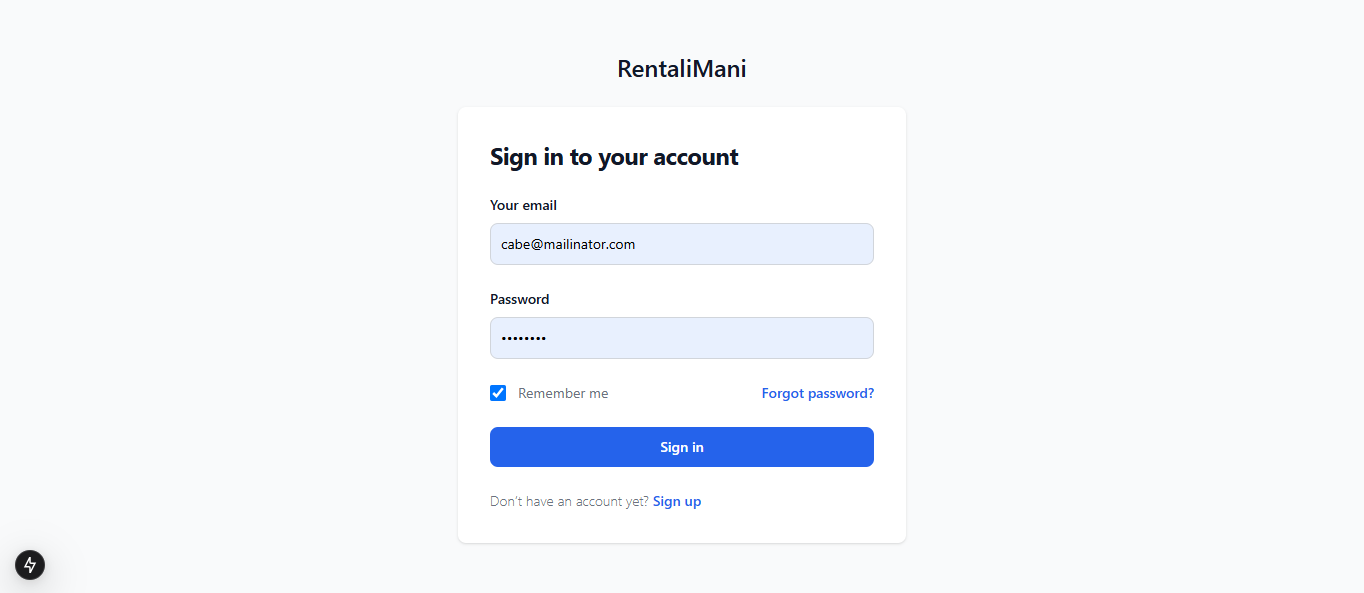 RentaliMani
Sign in to your account
Your email
cabe@mailinator.com
Password
••••••••
Remember me
Forgot password?
Sign in
Don't have an account yet? Sign up